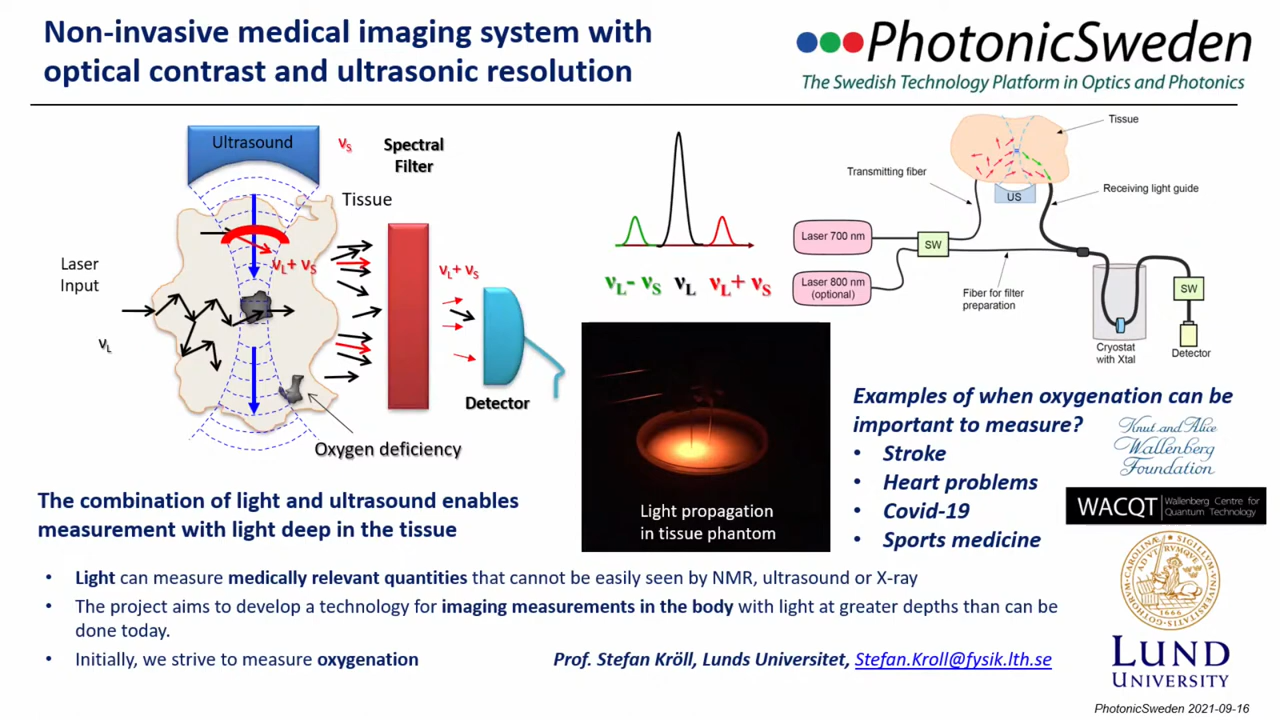 Non-invasive medical imaging system with
optical contrast and ultrasonic resolution
PhotonicSweden
The Swedish Technology Platform in Optics and Photonics
Ultrasound
νS
Spectral
Filter
Tissue
Laser
Input
νL
νL+ νS
νL+ νS
Detector
Oxygen deficiency
νL- νS νL νL+ νS
Light propagation
in tissue phantom
Tissue
Transmitting fiber
Receiving light guide
US
Laser 700 nm
SW
Laser 800 nm
(optional)
Fiber for filter
preparation
SW
Cryostat
with Xtal
Detector
The combination of light and ultrasound enables
measurement with light deep in the tissue
Examples of when oxygenation can be
important to measure?
• Stroke
• Heart problems
• Covid-19
• Sports medicine
Knut and Alice
Wallenberg
Foundation
WACQT
Wallenberg Centre for
Quantum Technology
• Light can measure medically relevant quantities that cannot be easily seen by NMR, ultrasound or X-ray
• The project aims to develop a technology for imaging measurements in the body with light at greater depths than can be
done today.
• Initially, we strive to measure oxygenation
Prof. Stefan Kröll, Lunds Universitet, Stefan.Kroll@fysik.lth.se
1666
LUND
UNIVERSITY
PhotonicSweden 2021-09-16